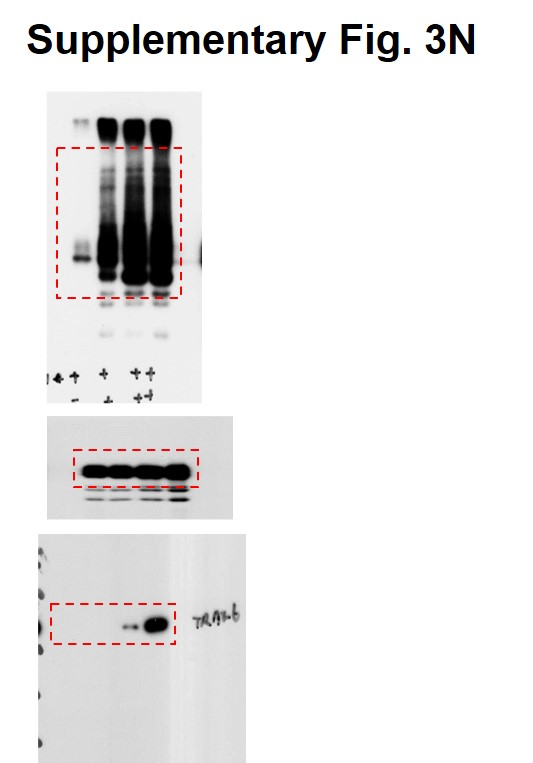 Supplementary Fig. 3N
+ + + +
- + + +
TRAF6